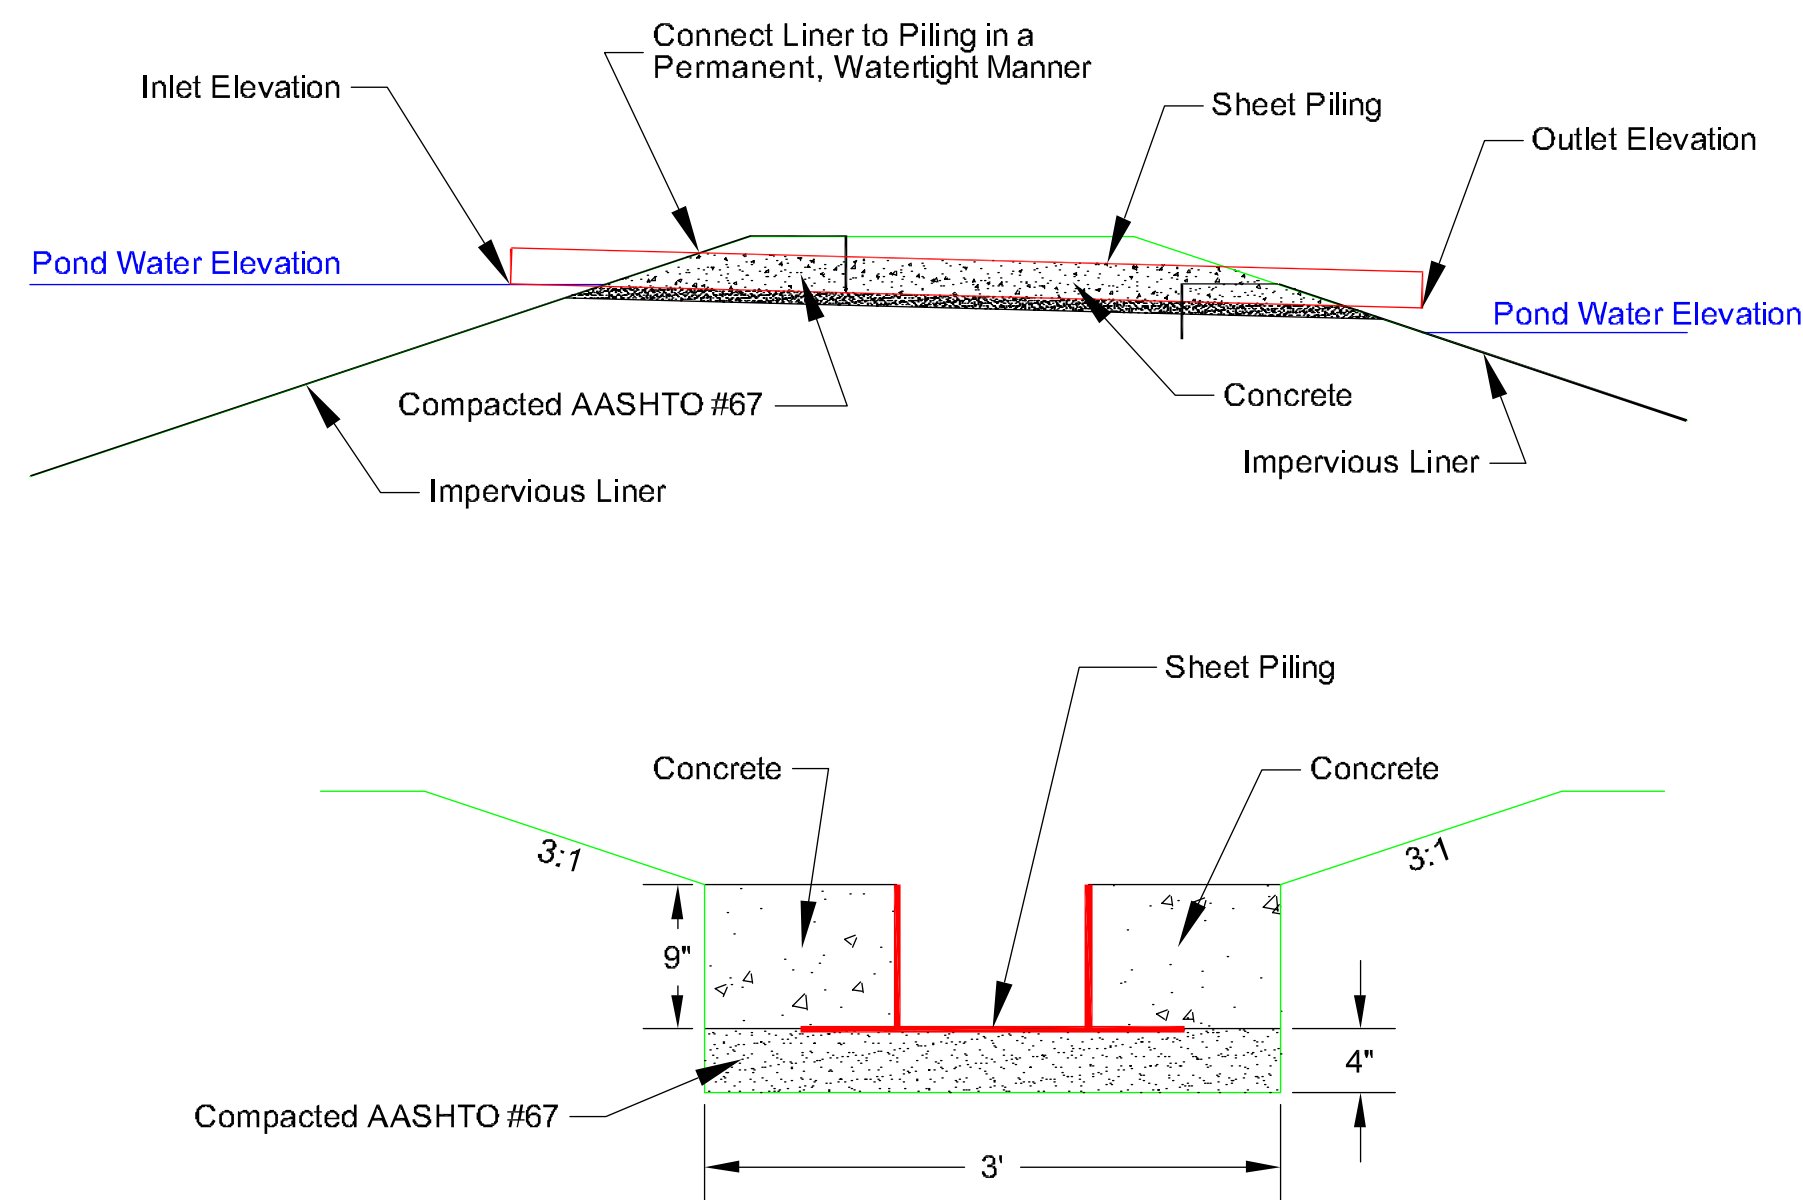 Connect Liner to Piling in a
Permanent, Watertight Manner
Inlet Elevation
Sheet Piling
Outlet Elevation
Pond Water Elevation
Pond Water Elevation
Compacted AASHTO #67
Concrete
Impervious Liner
Impervious Liner
Sheet Piling
Concrete
Concrete
3:1
3:1
9"
4"
Compacted AASHTO #67
3'